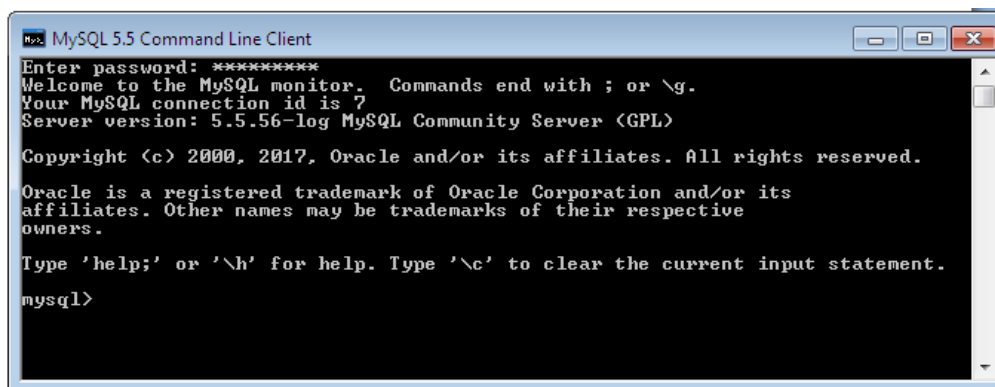 MySQL 5.5 Command Line Client
Enter password: *********
Welcome to the MySQL monitor.  Commands end with ; or \g.
Your MySQL connection id is 7
Server version: 5.5.56-log MySQL Community Server (GPL)
Copyright (c) 2000, 2017, Oracle and/or its affiliates. All rights reserved.
Oracle is a registered trademark of Oracle Corporation and/or its
affiliates. Other names may be trademarks of their respective
owners.
Type 'help;' or '\h' for help. Type '\c' to clear the current input statement.
mysql>